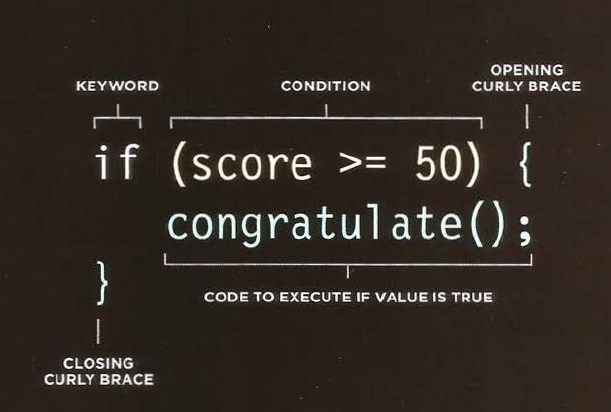 OPENING
KEYWORD CONDITION CURLY BRACE
if (score >= 50) {
congratulate();
}
CODE TO EXECUTE IF VALUE IS TRUE
CLOSING
CURLY BRACE